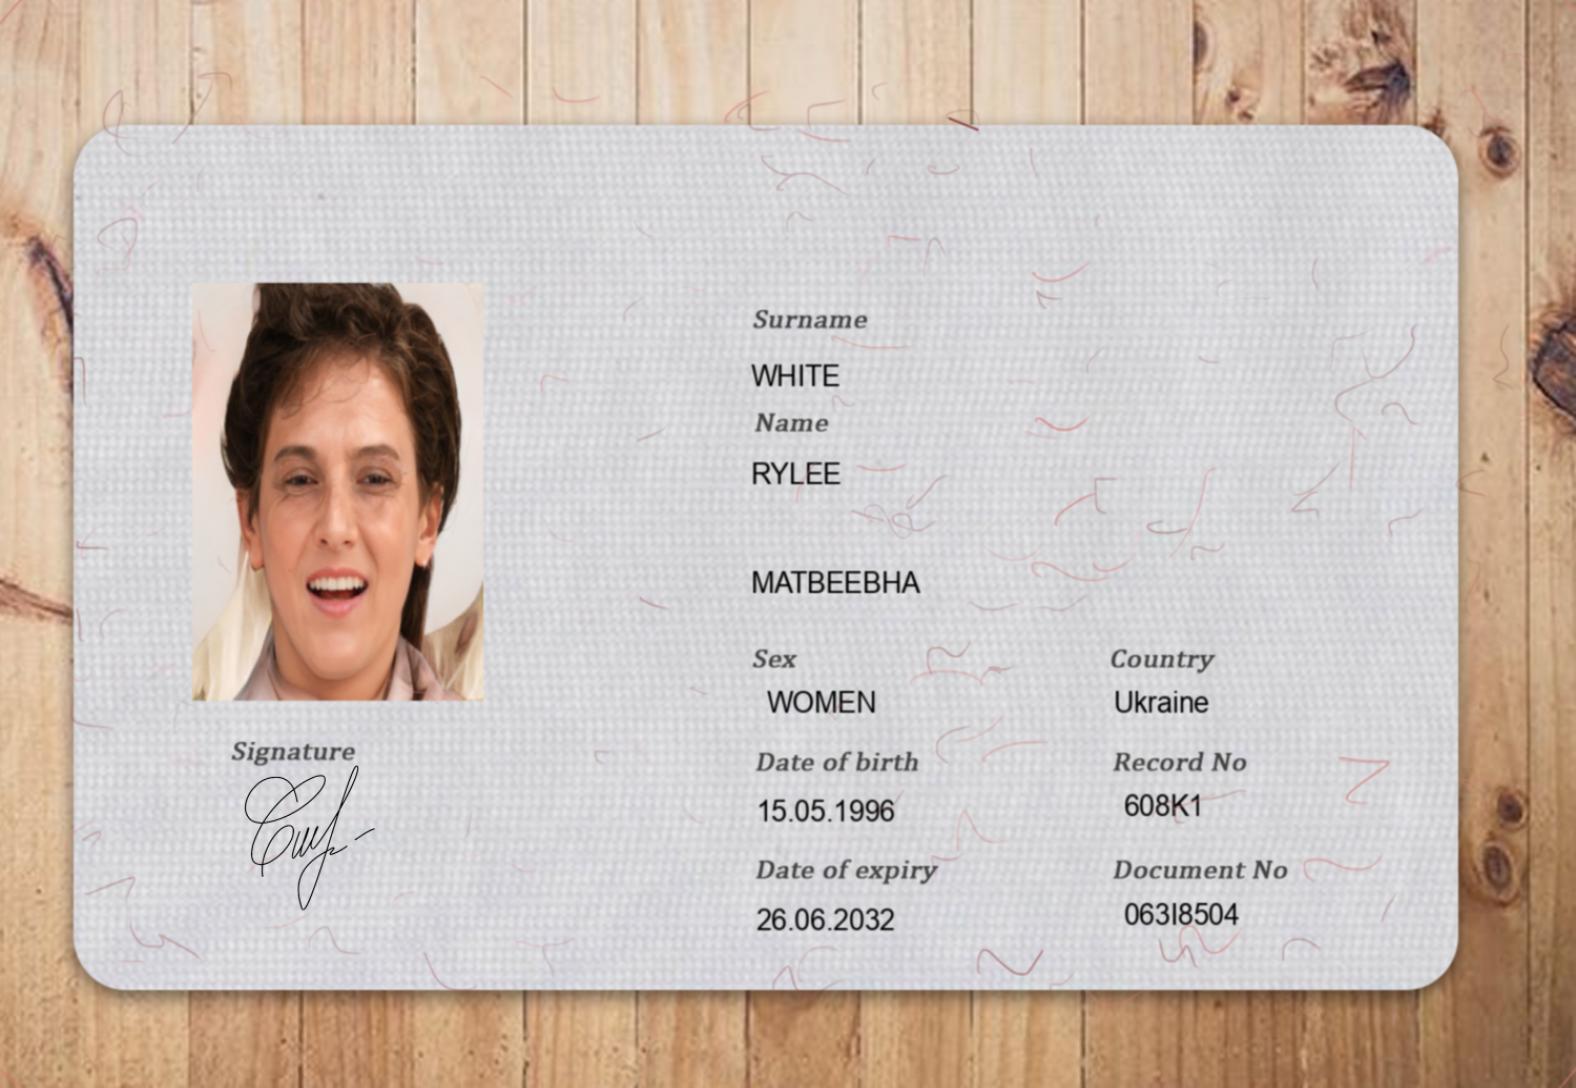 Surname
WHITE
Name
RYLEE
MATBEEBHA
Sex
Country
WOMEN
Ukraine
Date of birth
Record No
15.05.1996
608K1
Date of expiry
Document No
26.06.2032
063I8504
Signature